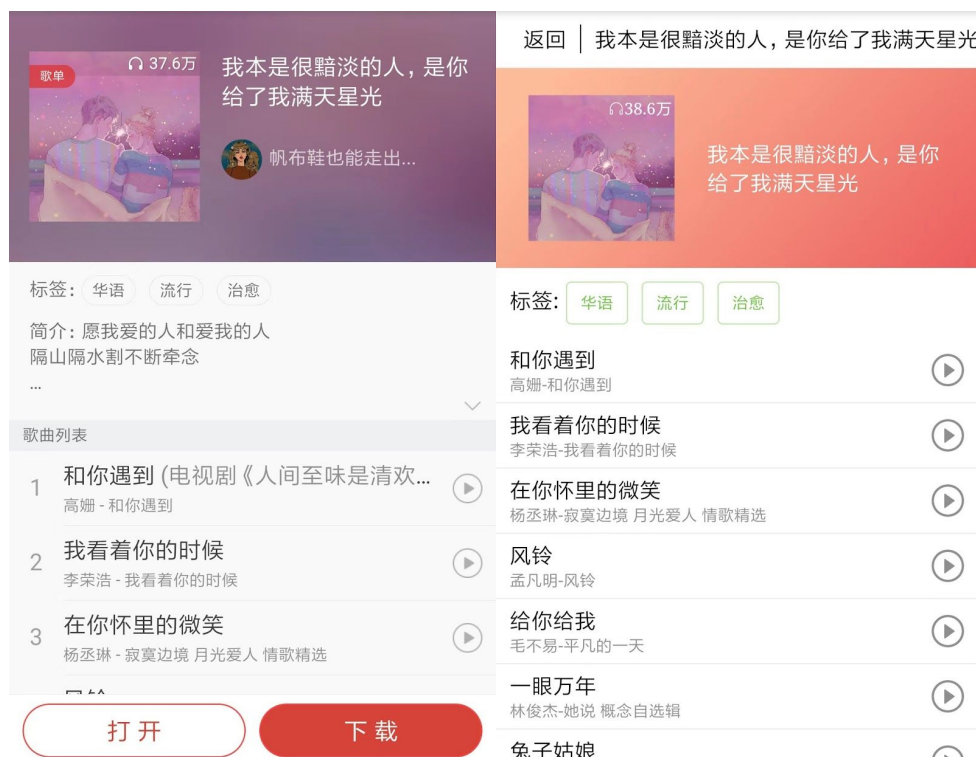 37.6万
歌单
我本是很黯淡的人，是你
给了我满天星光
帆布鞋也能走出...
标签：
华语
流行
治愈
简介：愿我爱的人和爱我的人
隔山隔水割不断牵念
...
歌曲列表
1
和你遇到 (电视剧《人间至味是清欢...
高姗 - 和你遇到
2
我看着你的时候
李荣浩 - 我看着你的时候
3
在你怀里的微笑
杨丞琳 - 寂寞边境 月光爱人 情歌精选
打 开
下 载
返回
我本是很黯淡的人，是你给了我满天星光
38.6万
我本是很黯淡的人，是你
给了我满天星光
标签:
华语
流行
治愈
和你遇到
高姗-和你遇到
我看着你的时候
李荣浩-我看着你的时候
在你怀里的微笑
杨丞琳-寂寞边境 月光爱人 情歌精选
风铃
孟凡明-风铃
给你给我
毛不易-平凡的一天
一眼万年
林俊杰-她说 概念自选辑
兔子姑娘